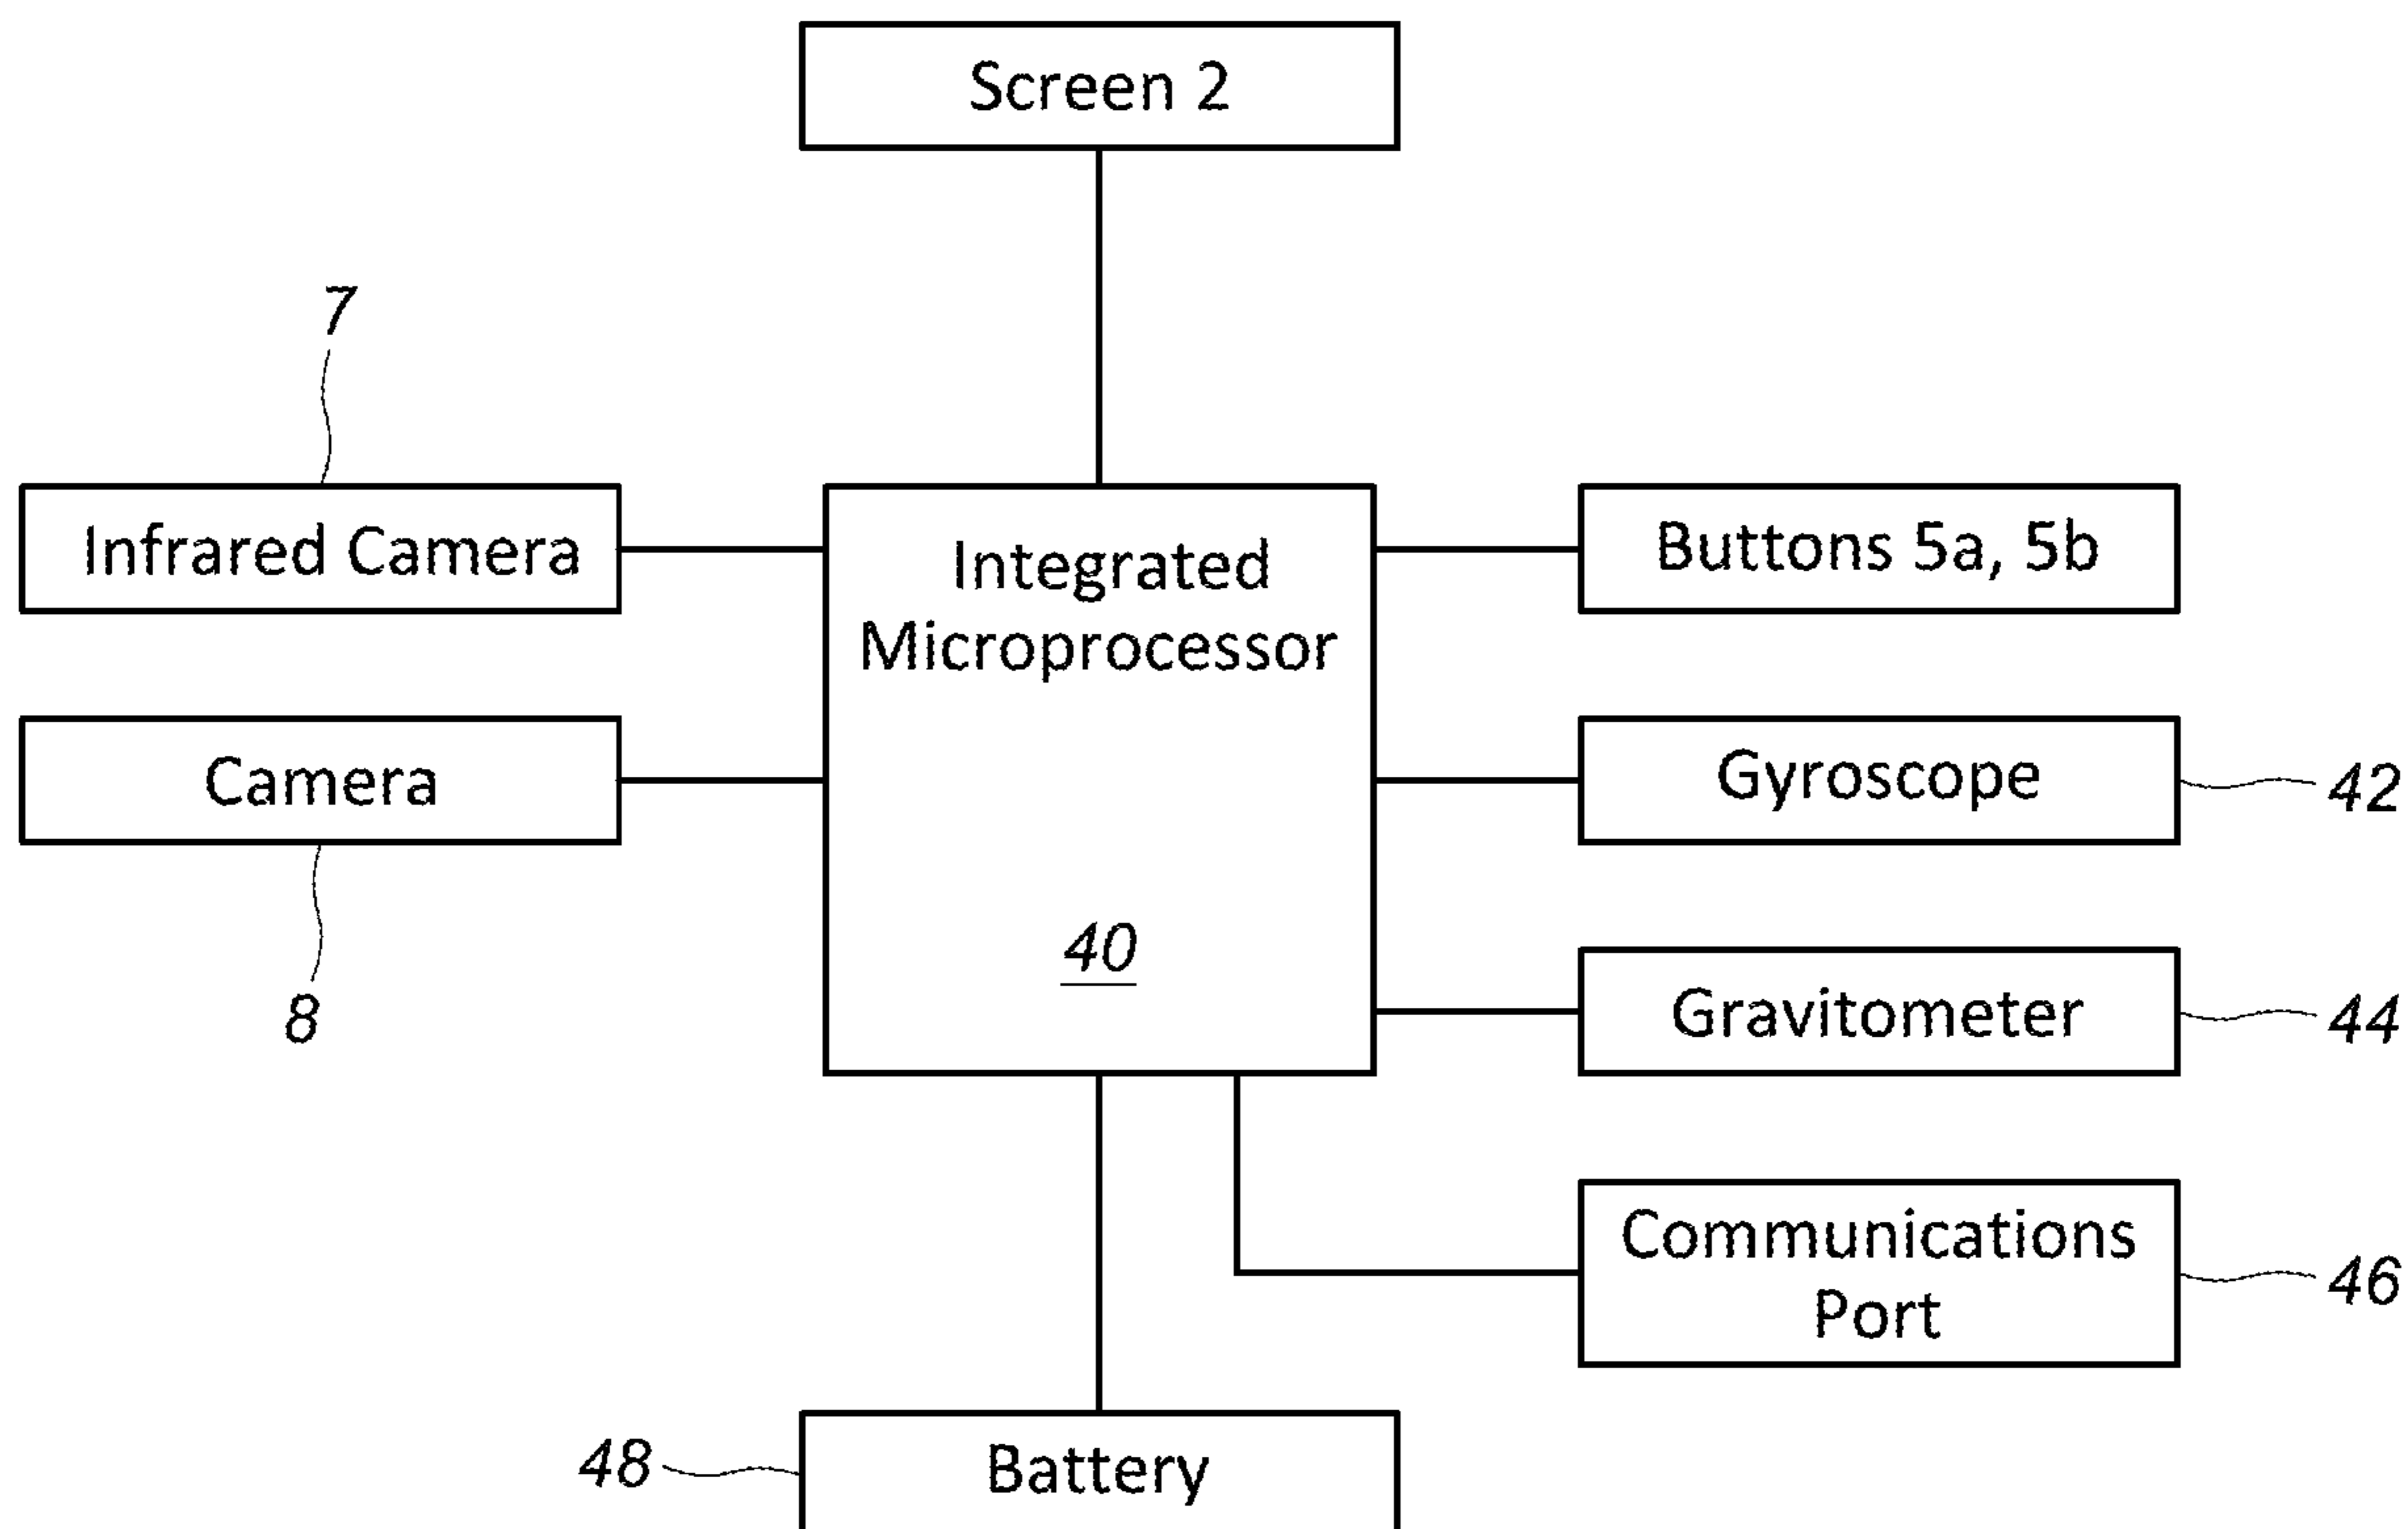 Screen 2
7
Infrared Camera
Integrated
Microprocessor
Buttons 5a, 5b
Camera
Gyroscope
42
40
8
Gravitometer
44
Communications
Port
46
48
Battery